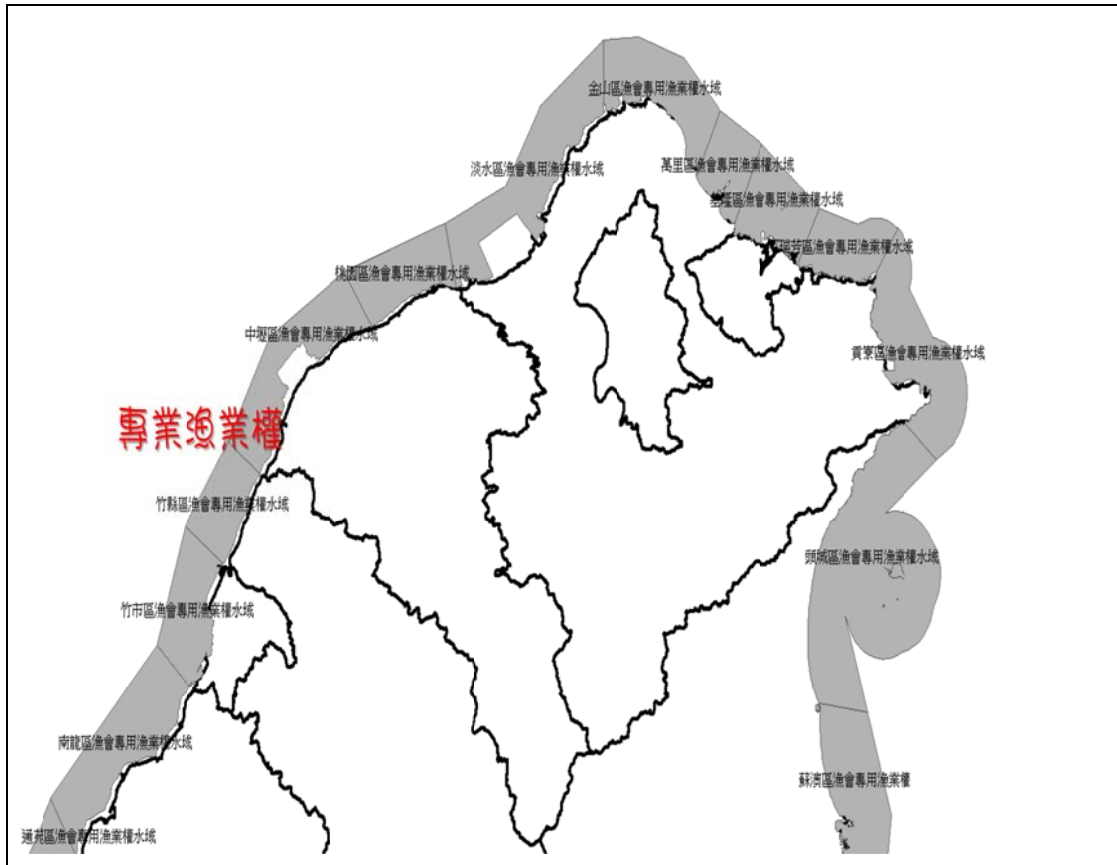 金山區漁會專用漁業權水域
萬里區漁會專用漁業權水域
淡水區漁會專用漁業權水域
基隆區漁會專用漁業權水域
瑞芳區漁會專用漁業權水域
桃園區漁會專用漁業權水域
中壢區漁會專用漁業權水域
貢寮區漁會專用漁業權水域
專業漁業權
竹縣區漁會專用漁業權水域
頭城區漁會專用漁業權水域
竹市區漁會專用漁業權水域
南龍區漁會專用漁業權水域
蘇澳區漁會專用漁業權
通苑區漁會專用漁業權水域